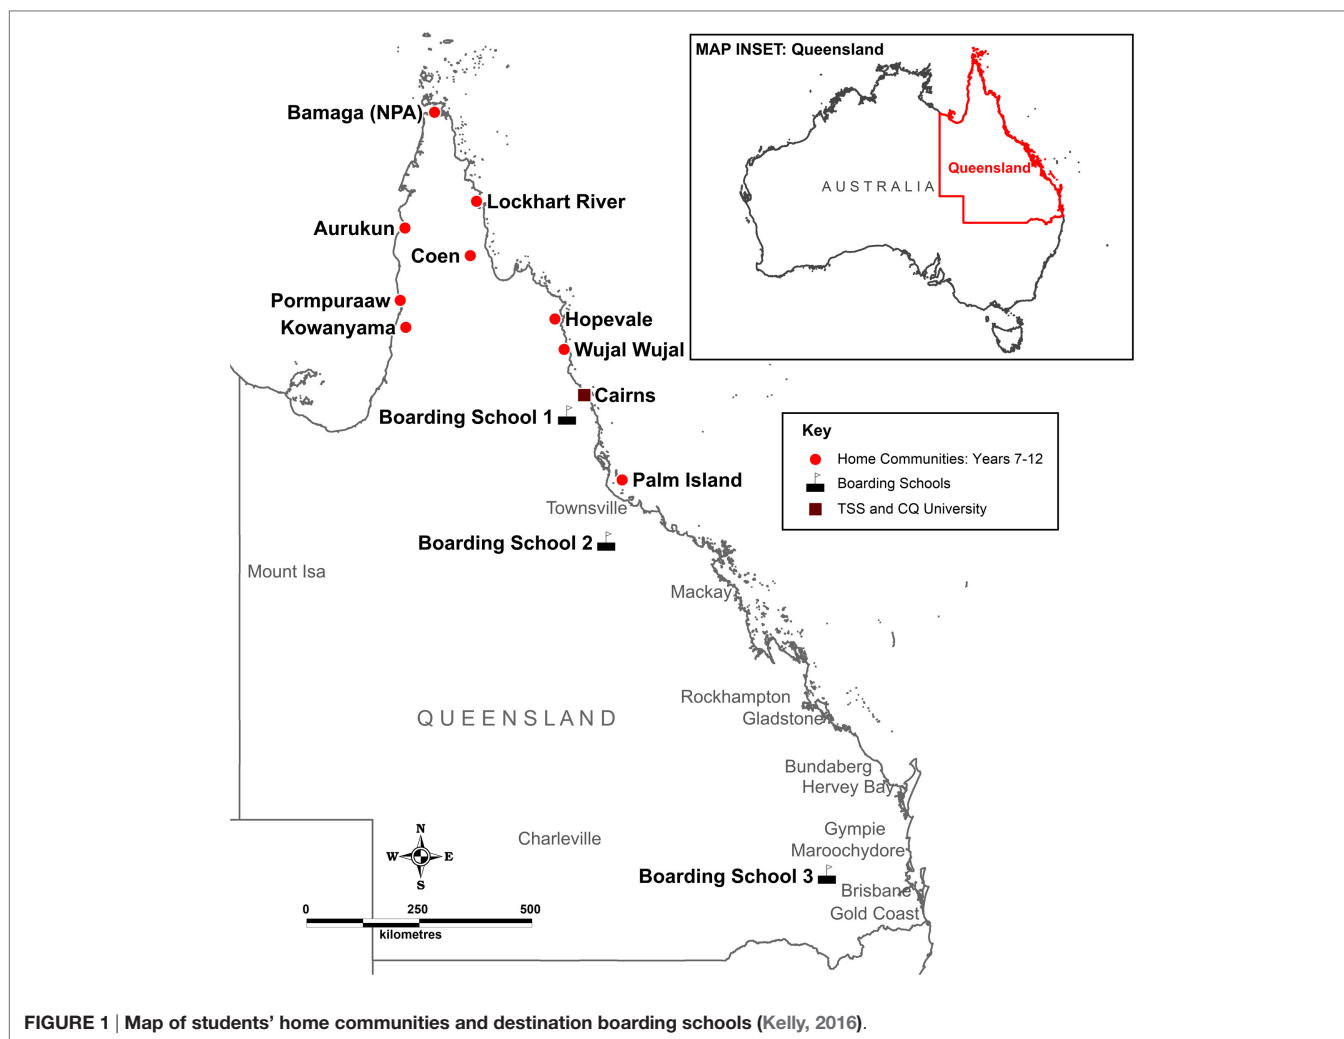 MAP INSET: Queensland
AUSTRALIA
Queensland
Bamaga (NPA)
Lockhart River
Aurukun
Coen
Pormpuraaw
Kowanyama
Hopevale
Wujal Wujal
Cairns
Boarding School 1
Palm Island
Townsville
Boarding School 2
Mount Isa
Mackay
Key
Home Communities: Years 7-12
Boarding Schools
TSS and CQ University
Rockhampton
QUEENSLAND
Gladstone
Bundaberg
Hervey Bay
Gympie
Charleville
Maroochydore
Boarding School 3
Brisbane
Gold Coast
N
W E
S
0 250 500
kilometres
FIGURE 1 | Map of students’ home communities and destination boarding schools (Kelly, 2016).